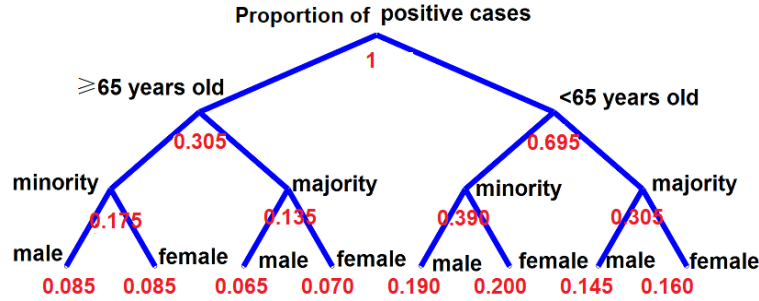 Proportion of positive cases
1
≥65 years old
<65 years old
0.305
0.695
minority
majority
minority
majority
0.175
0.135
0.390
0.305
male
female
male
female
male
female
male
female
0.085
0.085
0.065
0.070
0.190
0.200
0.145
0.160